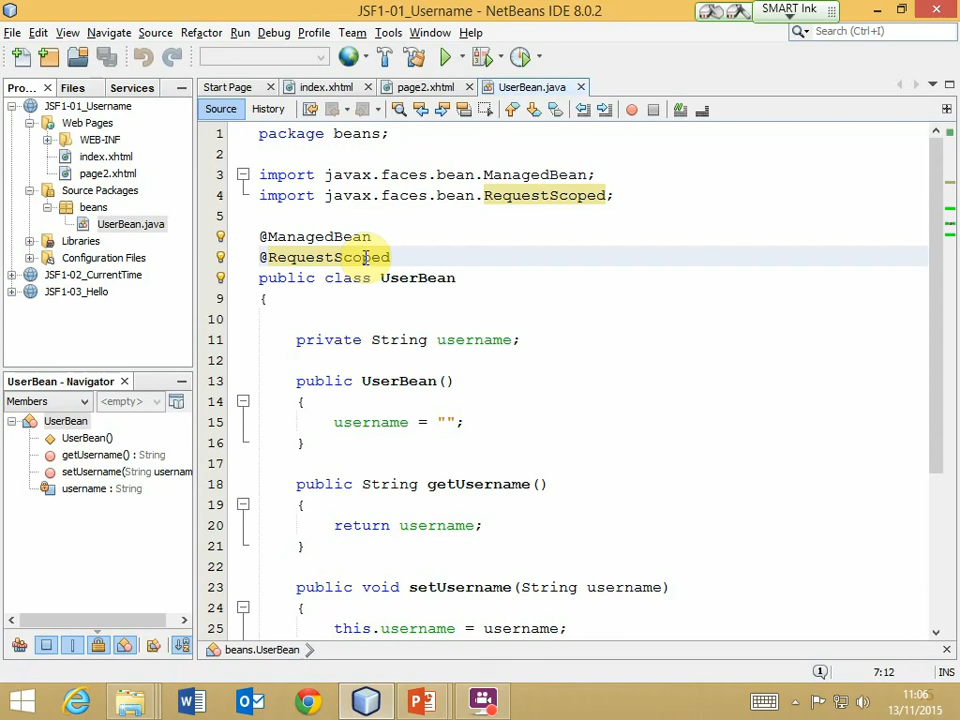 JSF1-01_Username - NetBeans IDE 8.0.2
SMART Ink
File Edit View Navigate Source Refactor Run Debug Profile Team Tools Window Help
Search (Ctrl+I)
Pro... Files Services
Start Page index.xhtml page2.xhtml UserBean.java
Source History
JSF1-01_Username
Web Pages
WEB-INF
index.xhtml
page2.xhtml
Source Packages
beans
UserBean.java
Libraries
Configuration Files
JSF1-02_CurrentTime
JSF1-03_Hello
UserBean - Navigator
Members <empty>
UserBean
UserBean()
getUsername() : String
setUsername(String usernam
username : String
1 package beans;
2
3 import javax.faces.bean.ManagedBean;
4 import javax.faces.bean.RequestScoped;
5
@ManagedBean
@RequestScoped
public class UserBean
9 {
10
11 private String username;
12
13 public UserBean()
14 {
15 username = "";
16 }
17
18 public String getUsername()
19 {
20 return username;
21 }
22
23 public void setUsername(String username)
24 {
25 this.username = username;
beans.UserBean
1 7:12 INS
11:06
13/11/2015